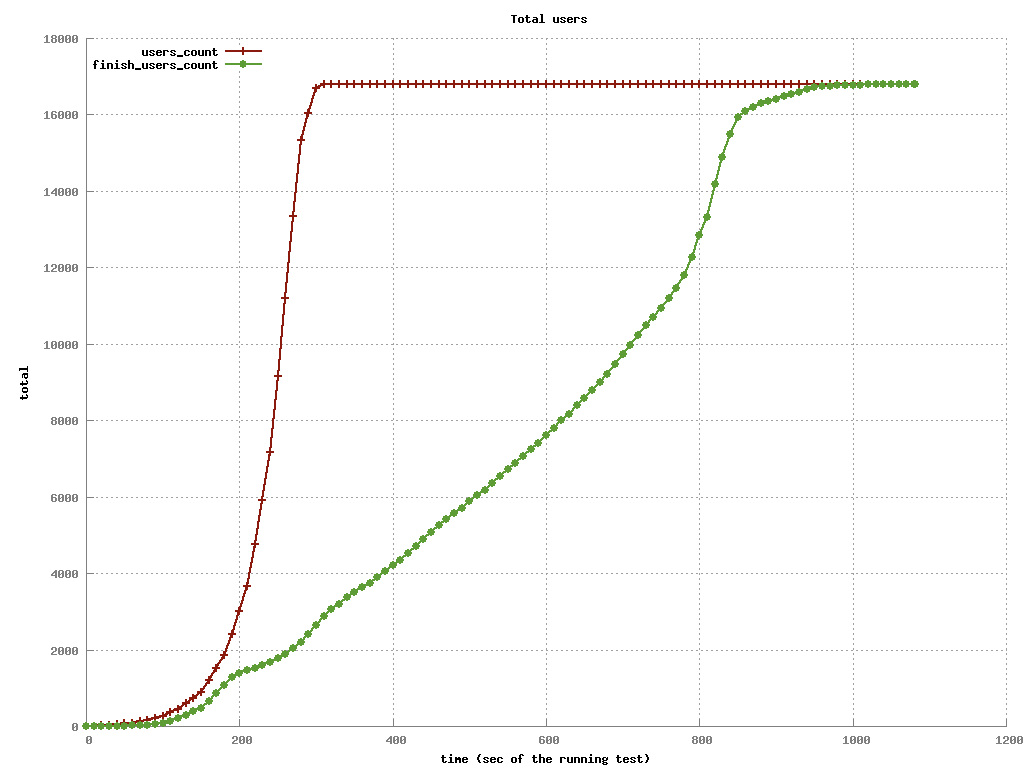 Total users
18000
users_count
finish_users_count
16000
14000
12000
10000
total
8000
6000
4000
2000
0
0 200 400 600 800 1000 1200
time (sec of the running test)